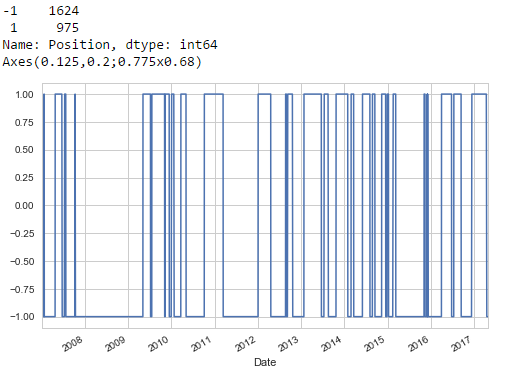 -1    1624
 1     975
Name: Position, dtype: int64
Axes(0.125,0.2;0.775x0.68)
1.00
0.75
0.50
0.25
0.00
−0.25
−0.50
−0.75
−1.00
2008 2009 2010 2011 2012 2013 2014 2015 2016 2017
Date